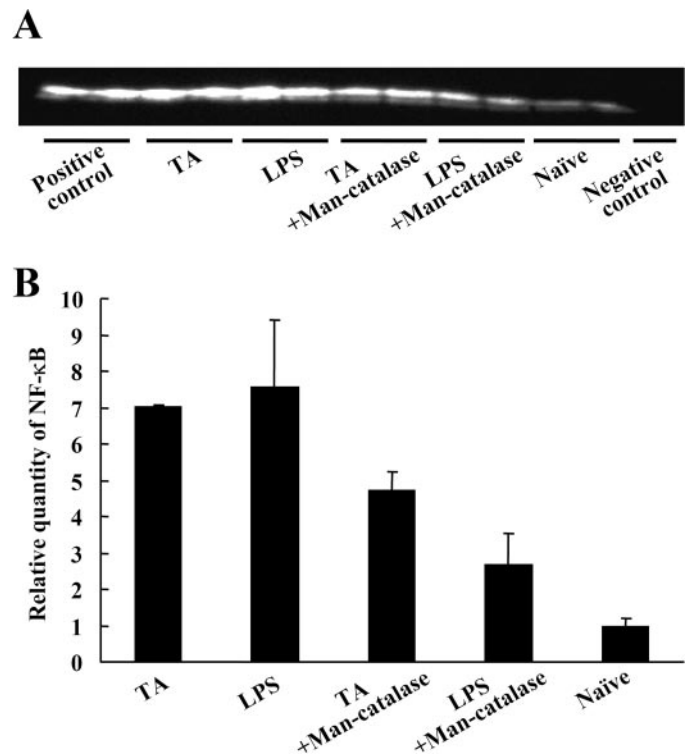 A
Positive
control
TA
LPS
TA
+Man-catalase
LPS
+Man-catalase
Naïve
Negative
control
B
Relative quantity of NF-κB
10
9
8
7
6
5
4
3
2
1
0
TA
LPS
TA
+Man-catalase
LPS
+Man-catalase
Naïve